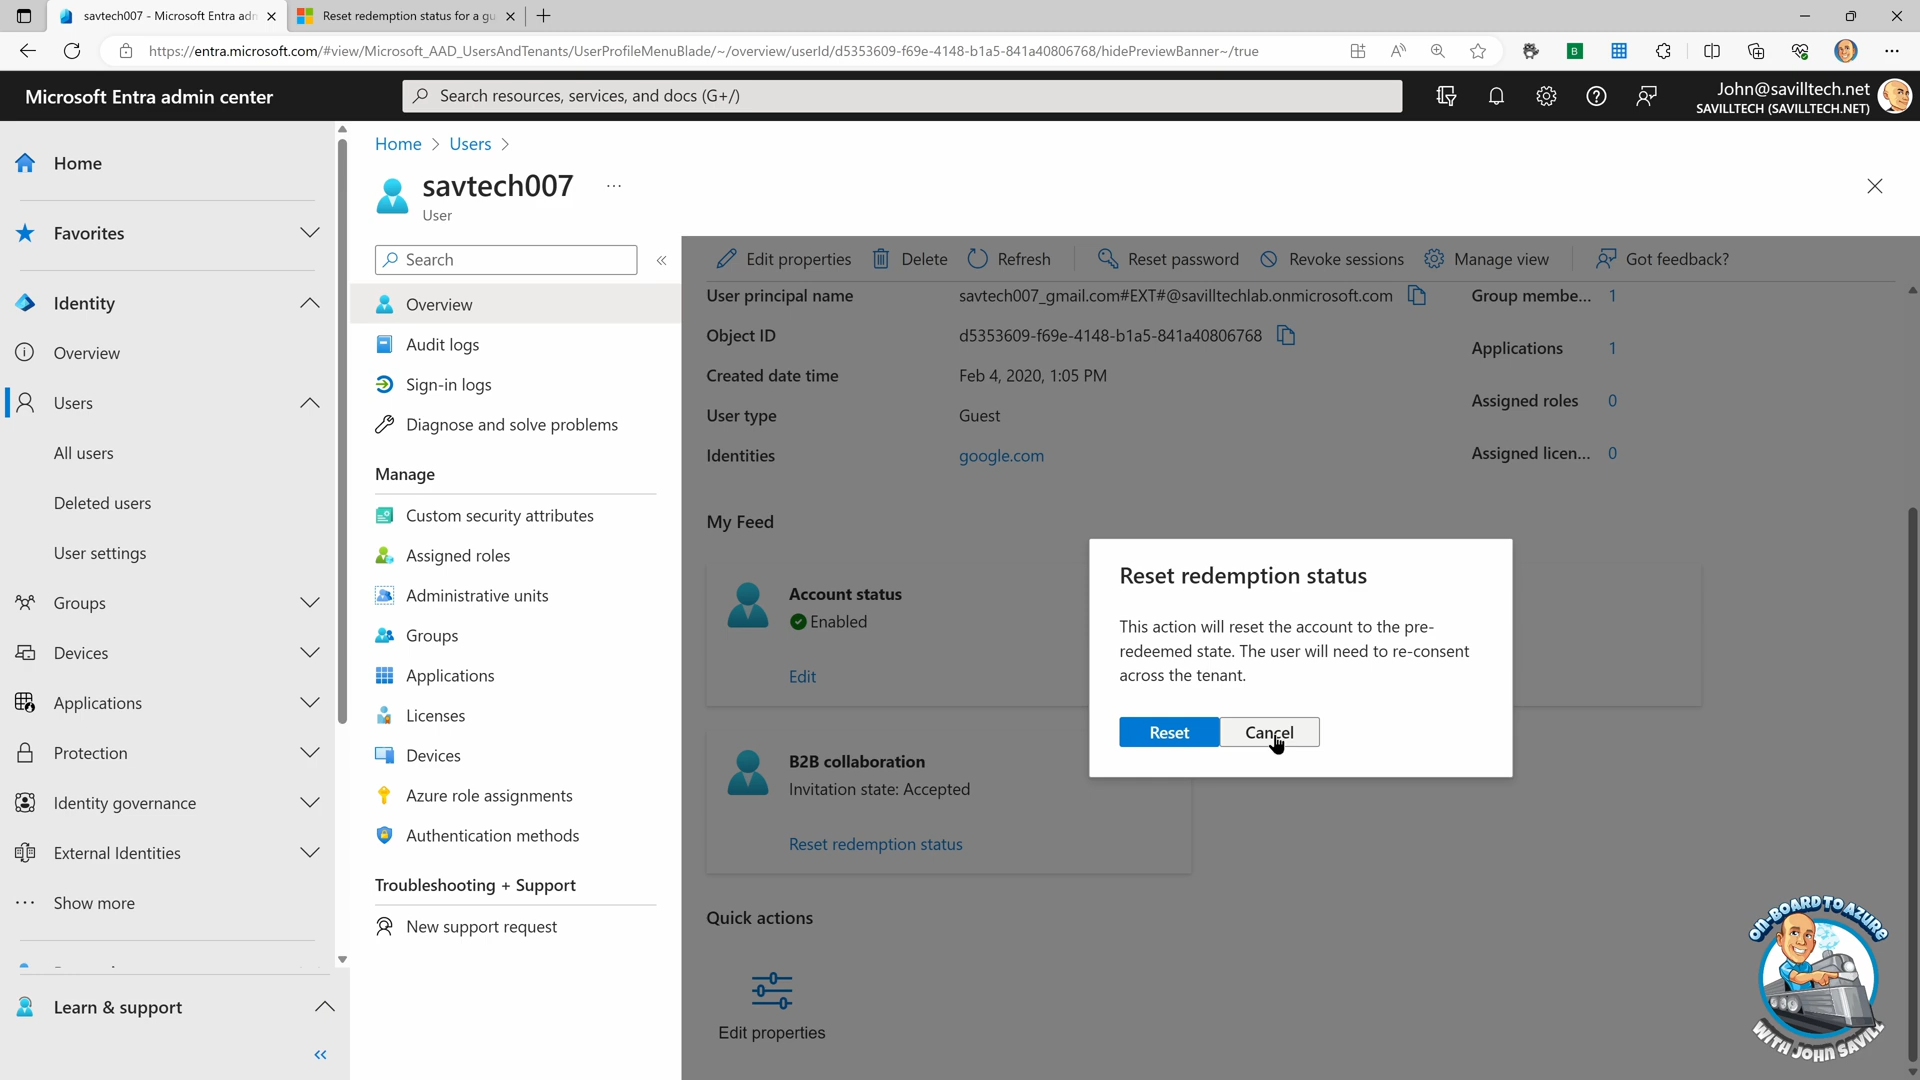 savtech007 - Microsoft Entra adn
Reset redemption status for a gu
https://entra.microsoft.com/#view/Microsoft_AAD_UsersAndTenants/UserProfileMenuBlade/~/overview/userId/d5353609-f69e-4148-b1a5-841a40806768/hidePreviewBanner~/true
Microsoft Entra admin center
Search resources, services, and docs (G+/)
John@savilltech.net
SAVILLTECH (SAVILLTECH.NET)
Home
Favorites
Identity
Overview
Users
All users
Deleted users
User settings
Groups
Devices
Applications
Protection
Identity governance
External Identities
Show more
Learn & support
Home > Users >
savtech007 ...
User
Search
Overview
Audit logs
Sign-in logs
Diagnose and solve problems
Manage
Custom security attributes
Assigned roles
Administrative units
Groups
Applications
Licenses
Devices
Azure role assignments
Authentication methods
Troubleshooting + Support
New support request
Edit properties Delete Refresh Reset password Revoke sessions Manage view Got feedback?
User principal name savtech007_gmail.com#EXT#@savilltechlab.onmicrosoft.com
Object ID d5353609-f69e-4148-b1a5-841a40806768
Created date time Feb 4, 2020, 1:05 PM
User type Guest
Identities google.com
Group membe... 1
Applications 1
Assigned roles 0
Assigned licen... 0
My Feed
Account status
Enabled
Edit
B2B collaboration
Invitation state: Accepted
Reset redemption status
Reset redemption status
This action will reset the account to the pre-
redeemed state. The user will need to re-consent
across the tenant.
Reset Cancel
Quick actions
Edit properties
ON-BOARD TO AZURE
WITH JOHN SAVILL